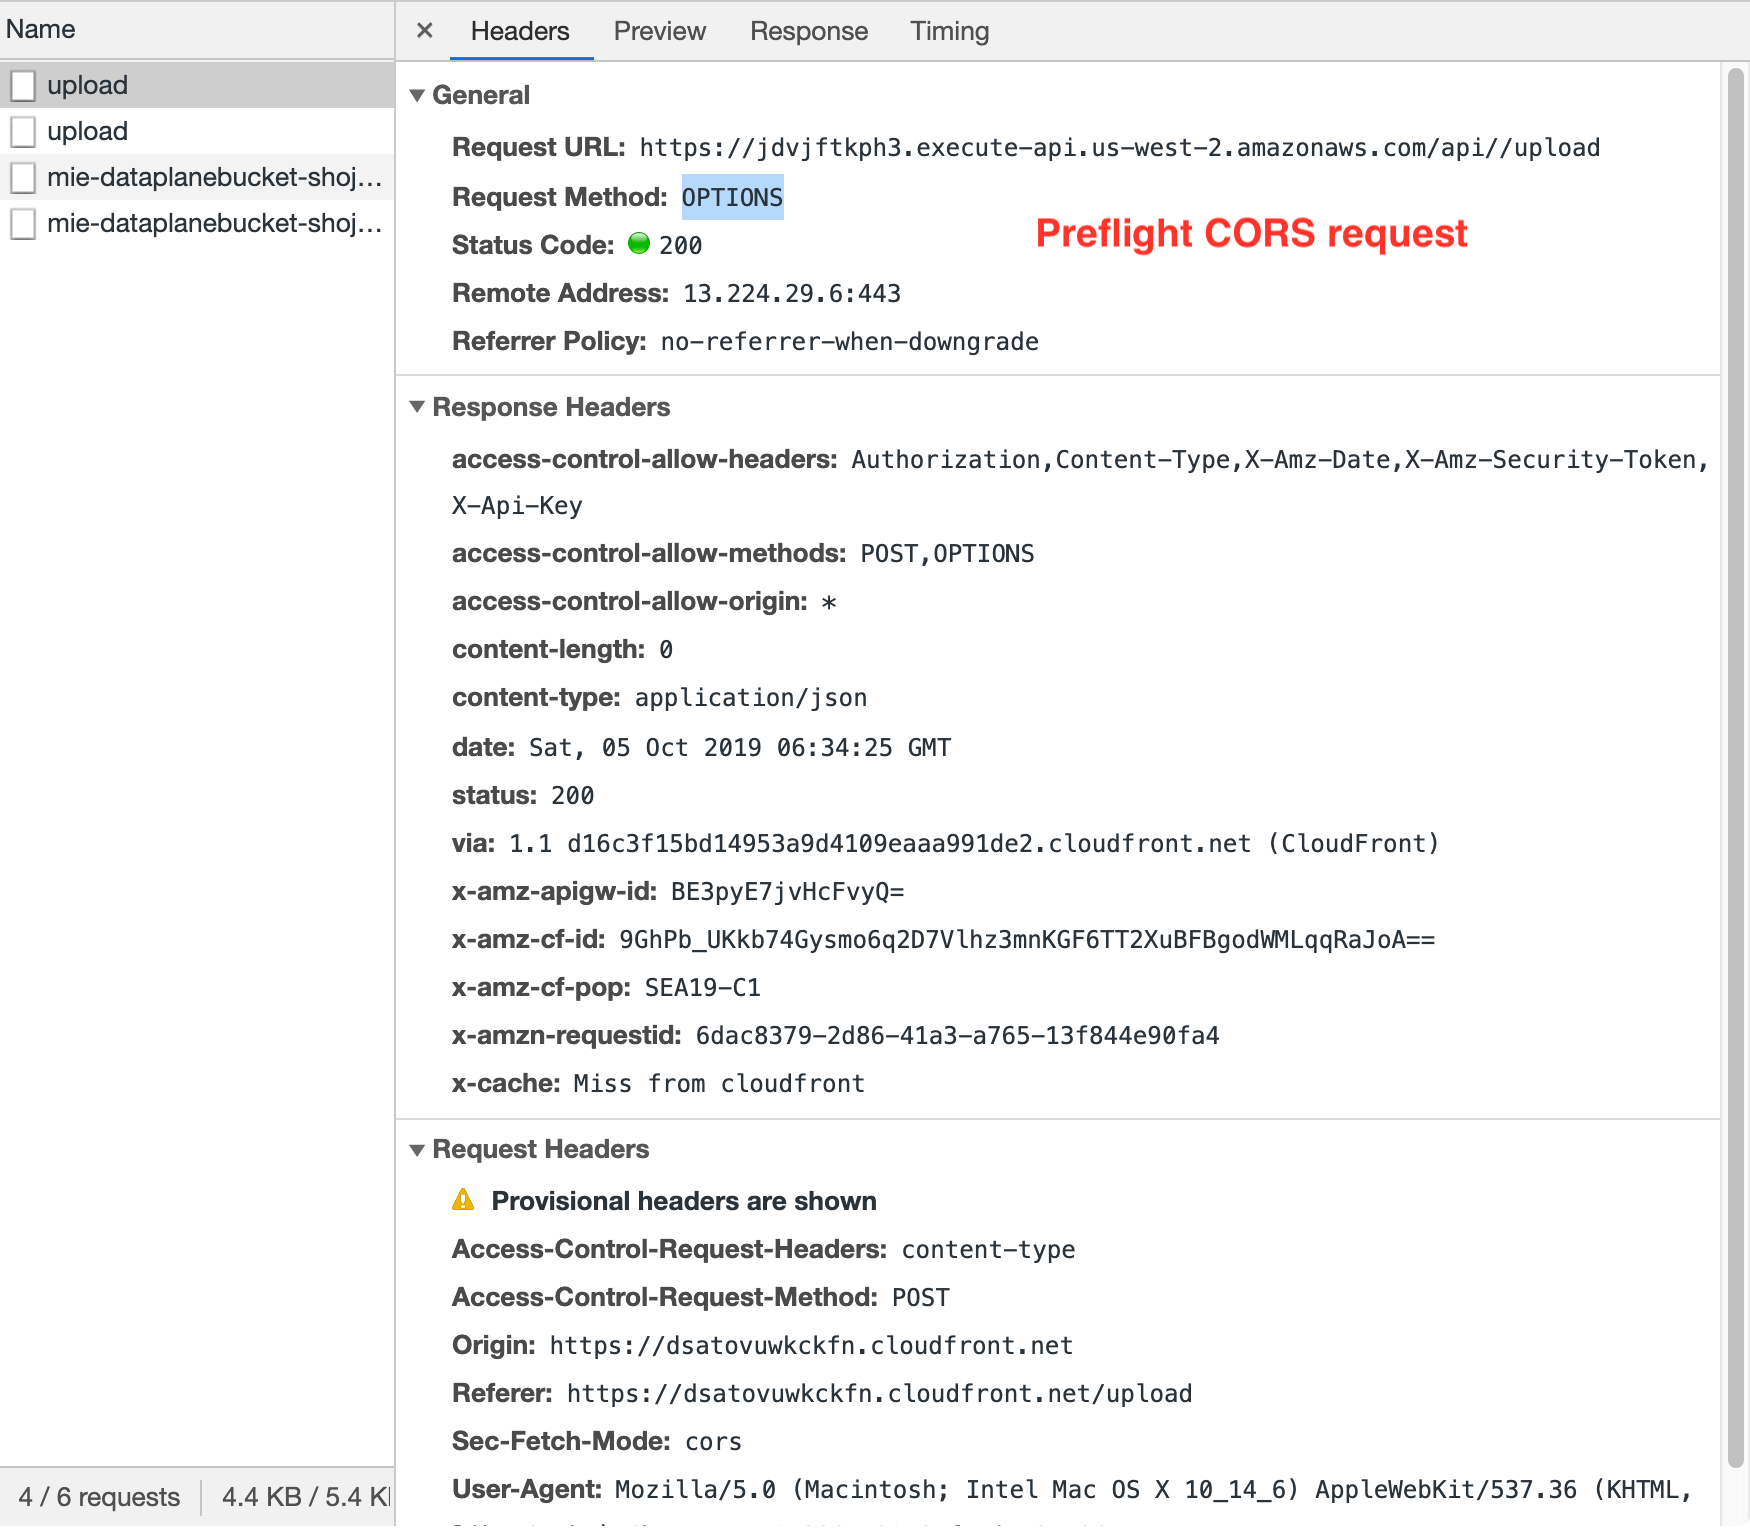 Name
upload
upload
mie-dataplanebucket-shoj...
mie-dataplanebucket-shoj...
4 / 6 requests
4.4 KB / 5.4 K
× Headers Preview Response Timing
General
Request URL: https://jdvjftkph3.execute-api.us-west-2.amazonaws.com/api//upload
Request Method: OPTIONS
Preflight CORS request
Status Code: 200
Remote Address: 13.224.29.6:443
Referrer Policy: no-referrer-when-downgrade
Response Headers
access-control-allow-headers: Authorization,Content-Type,X-Amz-Date,X-Amz-Security-Token,
X-Api-Key
access-control-allow-methods: POST,OPTIONS
access-control-allow-origin: *
content-length: 0
content-type: application/json
date: Sat, 05 Oct 2019 06:34:25 GMT
status: 200
via: 1.1 d16c3f15bd14953a9d4109eaaa991de2.cloudfront.net (CloudFront)
x-amz-apigw-id: BE3pyE7jvHcFvyQ=
x-amz-cf-id: 9GhPb_UKkb74Gysmo6q2D7Vlhz3mnKGF6TT2XuBFBgodWMLqqRaJoA==
x-amz-cf-pop: SEA19-C1
x-amzn-requestid: 6dac8379-2d86-41a3-a765-13f844e90fa4
x-cache: Miss from cloudfront
Request Headers
Provisional headers are shown
Access-Control-Request-Headers: content-type
Access-Control-Request-Method: POST
Origin: https://dsatovuwkckfn.cloudfront.net
Referer: https://dsatovuwkckfn.cloudfront.net/upload
Sec-Fetch-Mode: cors
User-Agent: Mozilla/5.0 (Macintosh; Intel Mac OS X 10_14_6) AppleWebKit/537.36 (KHTML,